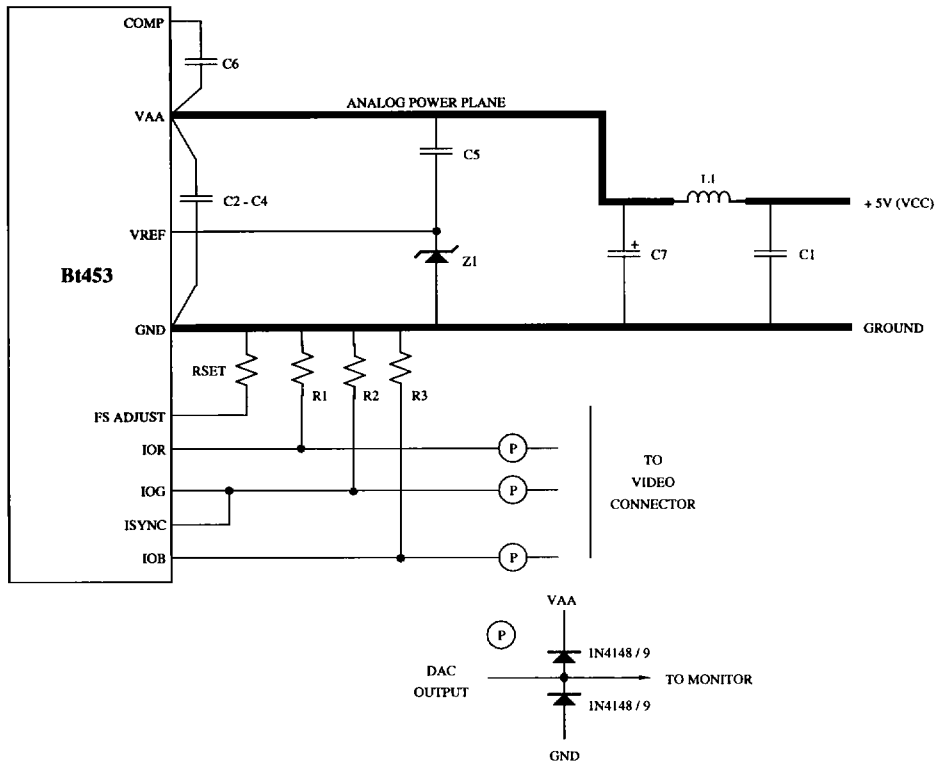 COMP
C6
ANALOG POWER PLANE
VAA
C5
L1
C2 - C4
+ 5V (VCC)
VREF
+
C7
C1
Z1
Bt453
GND
GROUND
RSET
R1
R2
R3
FS ADJUST
IOR
P
TO
VIDEO
CONNECTOR
IOG
P
ISYNC
IOB
P
VAA
P
1N4148 / 9
DAC
OUTPUT
TO MONITOR
1N4148 / 9
GND